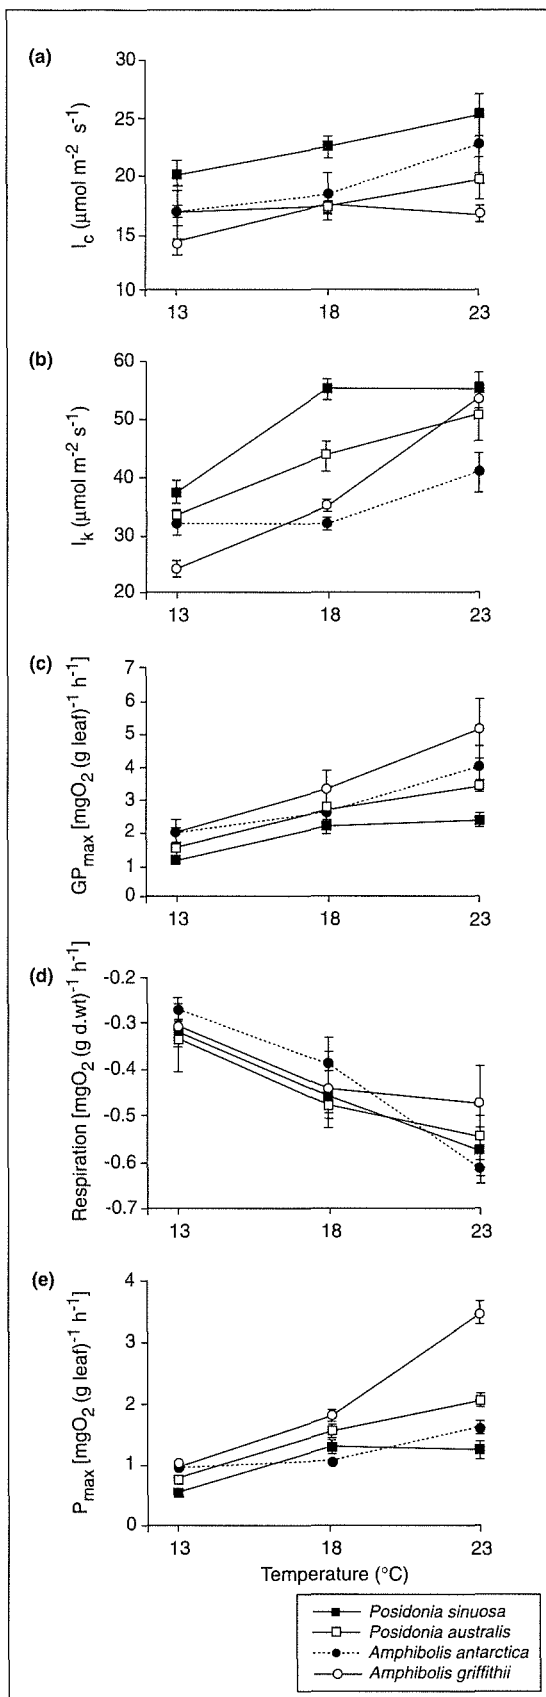 (a)
30
25
20
15
10
I_c (µmol m⁻² s⁻¹)
13 18 23
(b)
60
50
40
30
20
I_k (µmol m⁻² s⁻¹)
13 18 23
(c)
7
6
5
4
3
2
1
0
GP_max [mgO₂ (g leaf)⁻¹ h⁻¹]
13 18 23
(d)
-0.2
-0.3
-0.4
-0.5
-0.6
-0.7
Respiration [mgO₂ (g d.wt)⁻¹ h⁻¹]
13 18 23
(e)
4
3
2
1
0
P_max [mgO₂ (g leaf)⁻¹ h⁻¹]
13 18 23
Temperature (°C)
Posidonia sinuosa
Posidonia australis
Amphibolis antarctica
Amphibolis griffithii